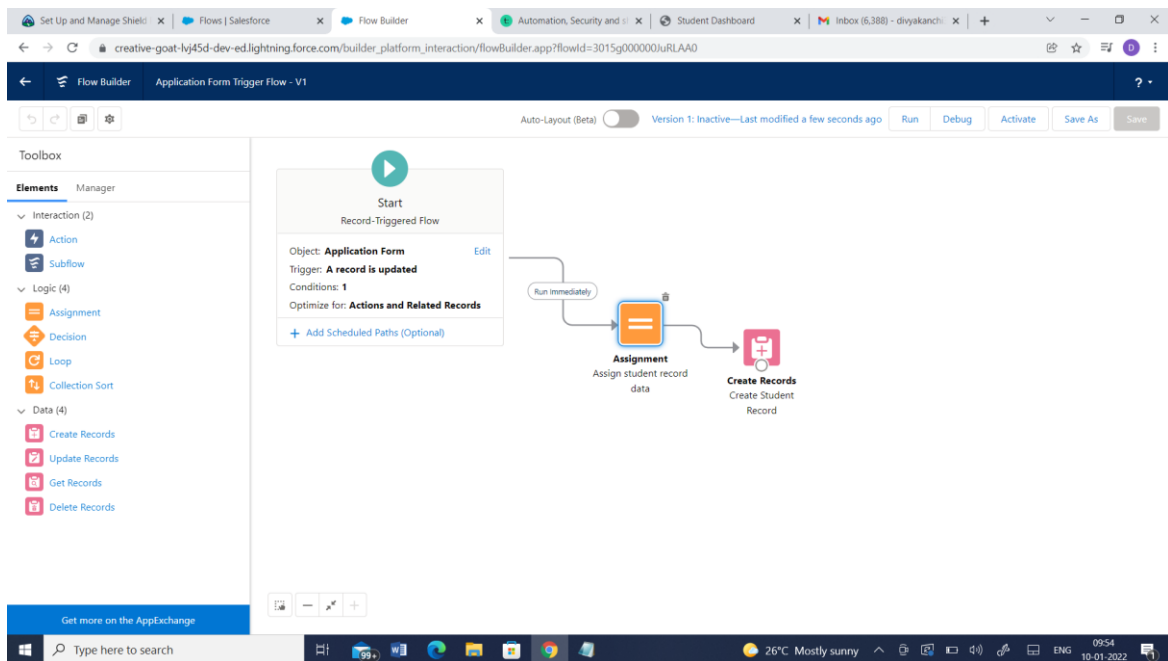 Set Up and Manage Shield
Flows | Salesforce
Flow Builder
Automation, Security and s
Student Dashboard
Inbox (6,388) - divyakanchi
creative-goat-lvj45d-dev-ed.lightning.force.com/builder_platform_interaction/flowBuilder.app?flowId=3015g000000JuRLAA0
D
Flow Builder
Application Form Trigger Flow - V1
?
Auto-Layout (Beta)
Version 1: Inactive—Last modified a few seconds ago
Run
Debug
Activate
Save As
Save
Toolbox
Elements
Manager
Interaction (2)
Action
Subflow
Logic (4)
Assignment
Decision
Loop
Collection Sort
Data (4)
Create Records
Update Records
Get Records
Delete Records
Get more on the AppExchange
Start
Record-Triggered Flow
Object: Application Form
Edit
Trigger: A record is updated
Conditions: 1
Optimize for: Actions and Related Records
+ Add Scheduled Paths (Optional)
Run Immediately
Assignment
Assign student record
data
Create Records
Create Student
Record
Type here to search
99+
26°C Mostly sunny
ENG
09:54
10-01-2022
1